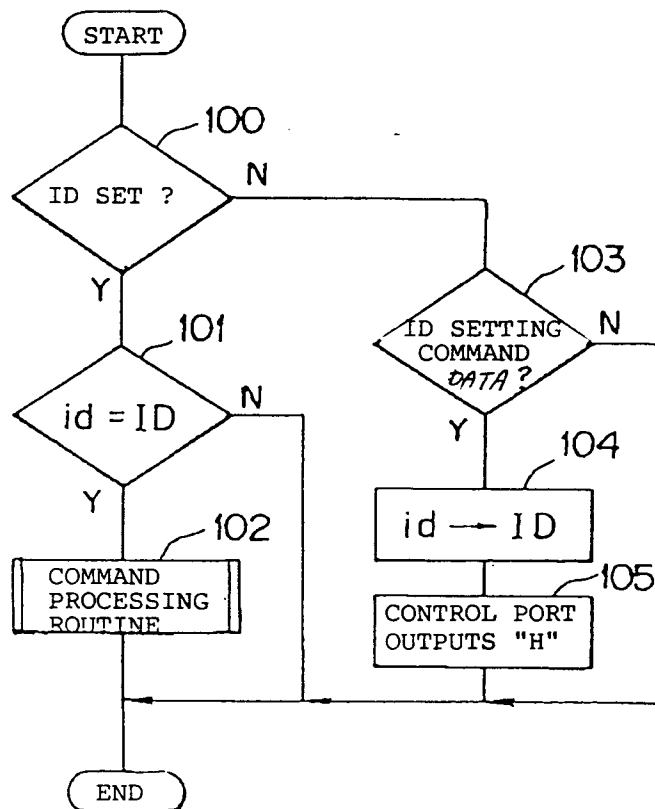 START
100
ID SET ?
N
Y
103
ID SETTING
COMMAND
DATA?
N
Y
101
id = ID
N
Y
104
id → ID
102
COMMAND
PROCESSING
ROUTINE
105
CONTROL PORT
OUTPUTS "H"
END